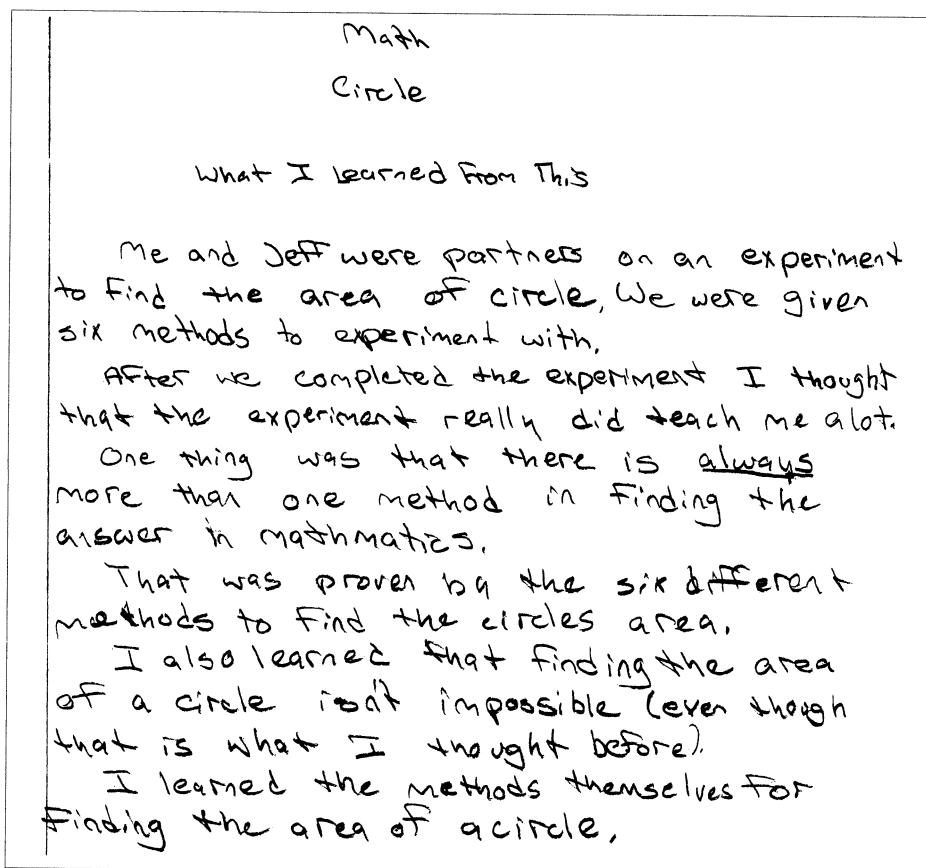 Math
Circle
What I Learned From This
Me and Jeff were partners on an experiment
to find the area of circle. We were given
six methods to experiment with.
After we completed the experiment I thought
that the experiment really did teach me alot.
One thing was that there is always
more than one method in finding the
answer in mathmatics.
That was proven by the six different
methods to find the circles area.
I also learned that finding the area
of a circle isn't impossible (even though
that is what I thought before).
I learned the methods themselves for
finding the area of a circle.